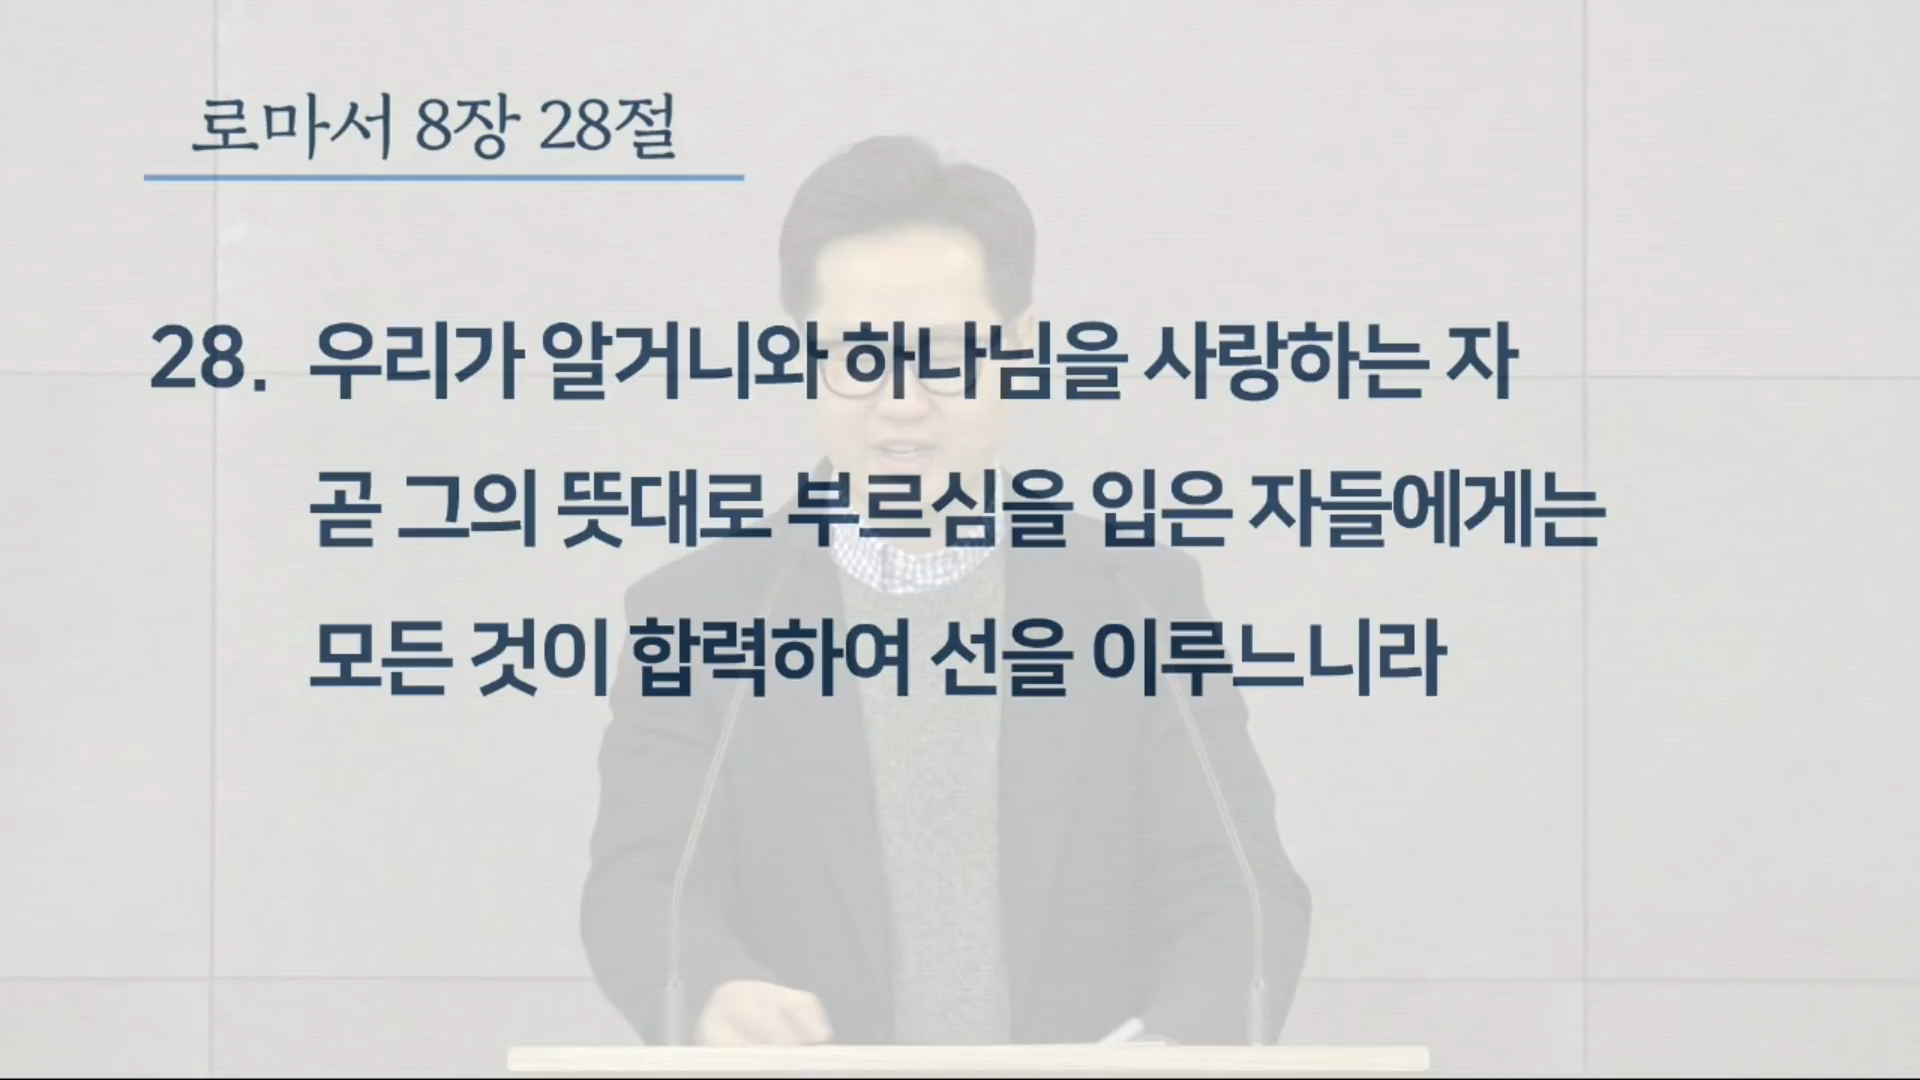 로마서 8장 28절
28. 우리가 알거니와 하나님을 사랑하는 자
곧 그의 뜻대로 부르심을 입은 자들에게는
모든 것이 합력하여 선을 이루느니라